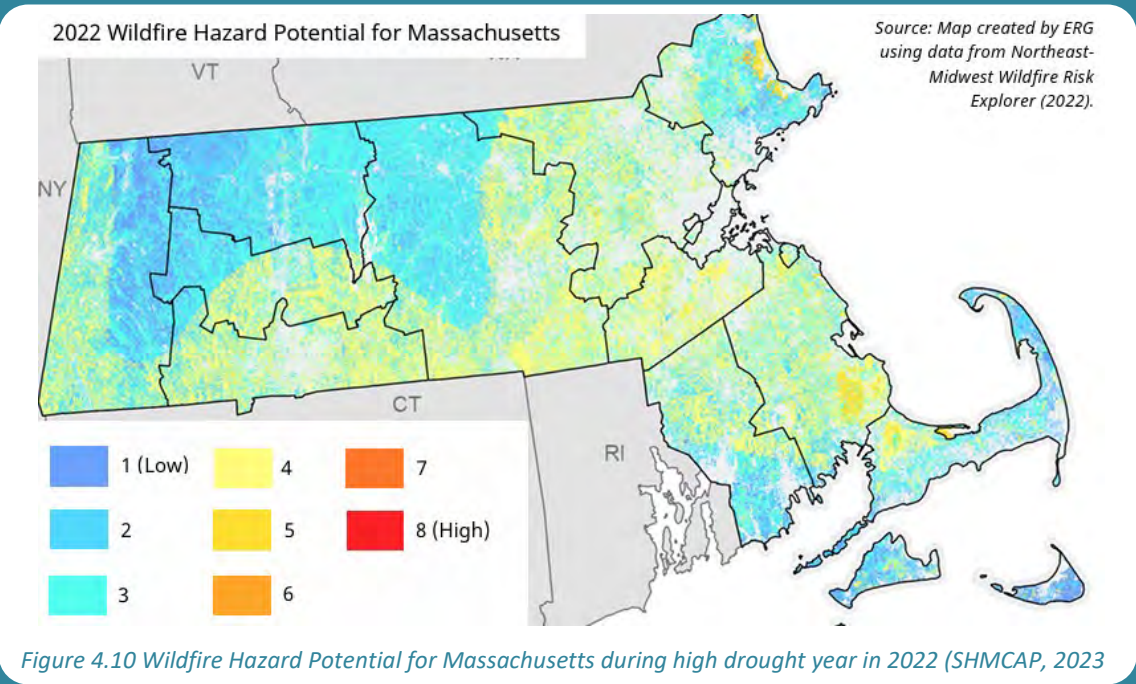 2022 Wildfire Hazard Potential for Massachusetts
Source: Map created by ERG
using data from Northeast-
Midwest Wildfire Risk
Explorer (2022).
VT
NY
CT
RI
1 (Low)
2
3
4
5
6
7
8 (High)
Figure 4.10 Wildfire Hazard Potential for Massachusetts during high drought year in 2022 (SHMCAP, 2023